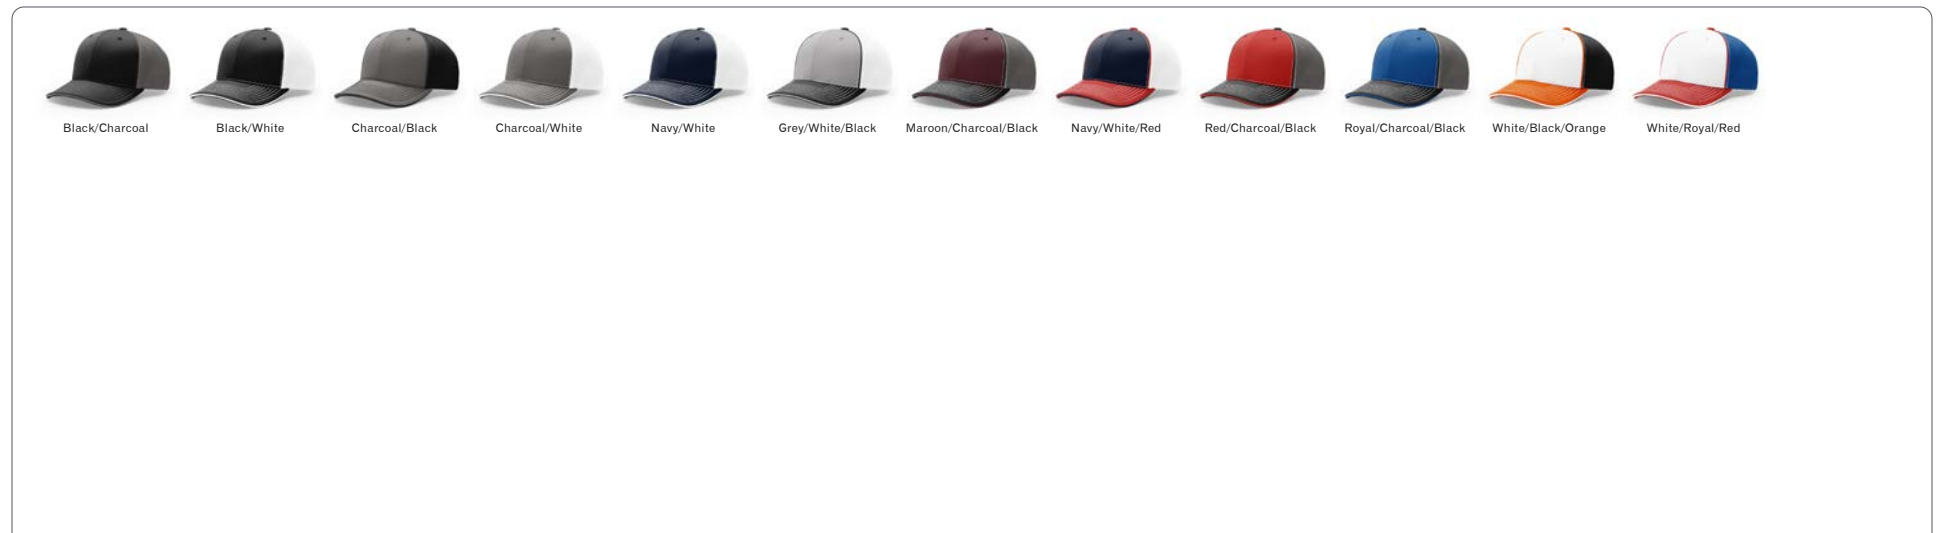 Black/Charcoal
Black/White
Charcoal/Black
Charcoal/White
Navy/White
Grey/White/Black
Maroon/Charcoal/Black
Navy/White/Red
Red/Charcoal/Black
Royal/Charcoal/Black
White/Black/Orange
White/Royal/Red